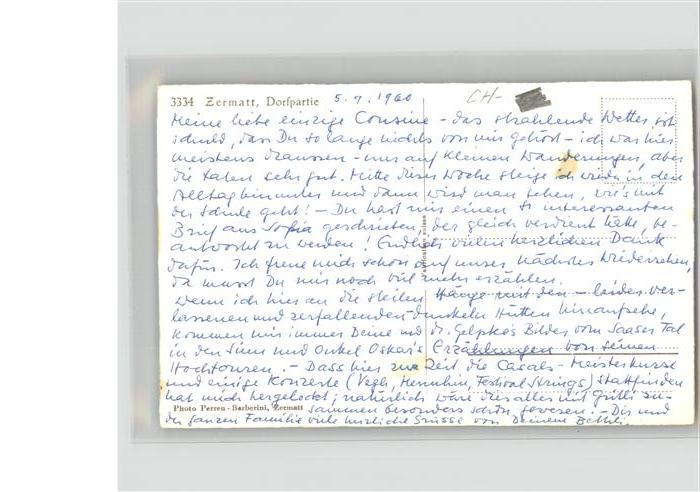 3334 Zermatt, Dorfpartie 5.7.1960 CH-
Meine liebe einzige Cousine - das strahlende Wetter ist
schuld, dass Du so lange nichts von mir gehört - ich war hier
meistens draussen - nur auf kleinen Wanderungen, aber
die taten sehr gut. Mitte dieser Woche steige ich wieder in den
Alltag hinunter und dann wird man sehen, wie's mit
der Schule geht! - Du hast mir einen so interessanten
Brief aus Sofia geschrieben, der gleich verdient hätte, be-
antwortet zu werden! Endlich vielen herzlichen Dank
dafür. Ich freue mich schon auf unser nächstes Wiedersehen,
da musst Du mir noch viel mehr erzählen.
Wenn ich hier an die steilen Hänge mit den - leider ver-
lassenen und zerfallenden - dunkeln Hütten hinaufsehe,
kommen mir immer Deine und dr. Gelpke's Bilder vom Saaser Tal
in den Sinn und Onkel Oskar's Erzählungen von seinen
Hochtouren. - Dass hier zur Zeit die Casals-Meisterkurse
und einige Konzerte (Vegh, Menuhin, Festival Strings) stattfinden
hat mich hergelockt; natürlich wäre dies alles mit zu-
Photo Perren-Barberini, Zermatt sammen besonders schön gewesen. - Dir und
der ganzen Familie viele herzliche Grüsse von Deinem Bethli.